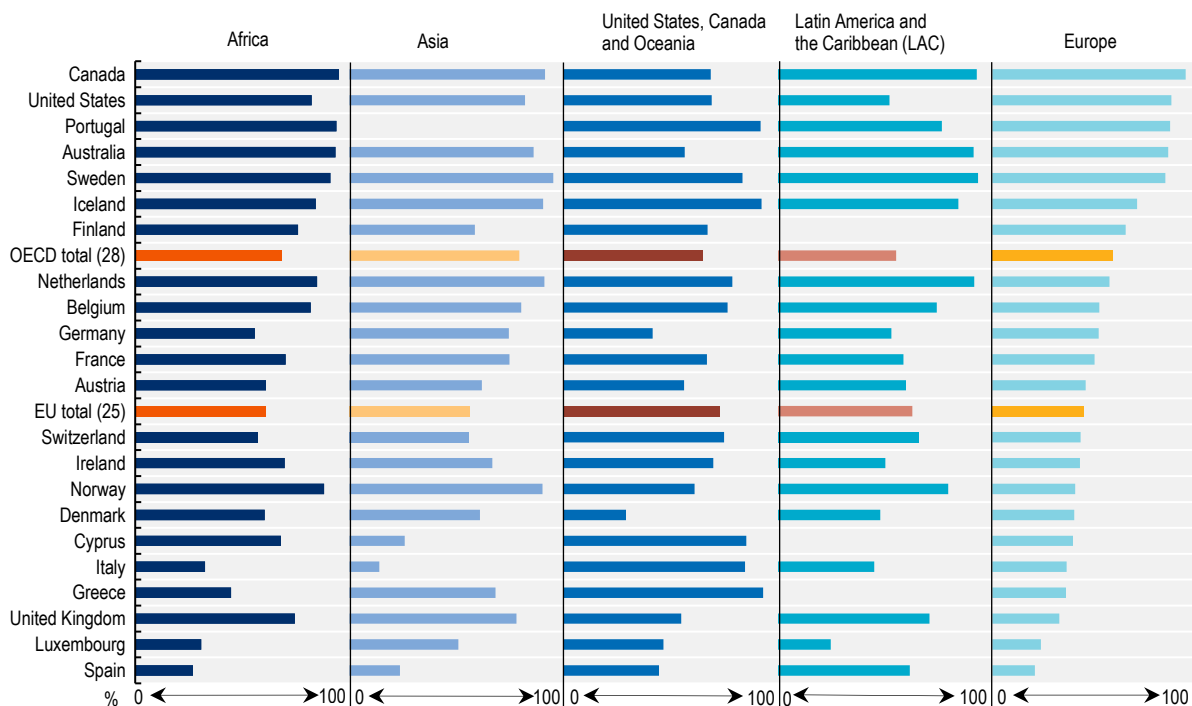 Africa
Asia
United States, Canada
and Oceania
Latin America and
the Caribbean (LAC)
Europe
Canada
United States
Portugal
Australia
Sweden
Iceland
Finland
OECD total (28)
Netherlands
Belgium
Germany
France
Austria
EU total (25)
Switzerland
Ireland
Norway
Denmark
Cyprus
Italy
Greece
United Kingdom
Luxembourg
Spain
% 0 100 0 100 0 100 0 100 0 100